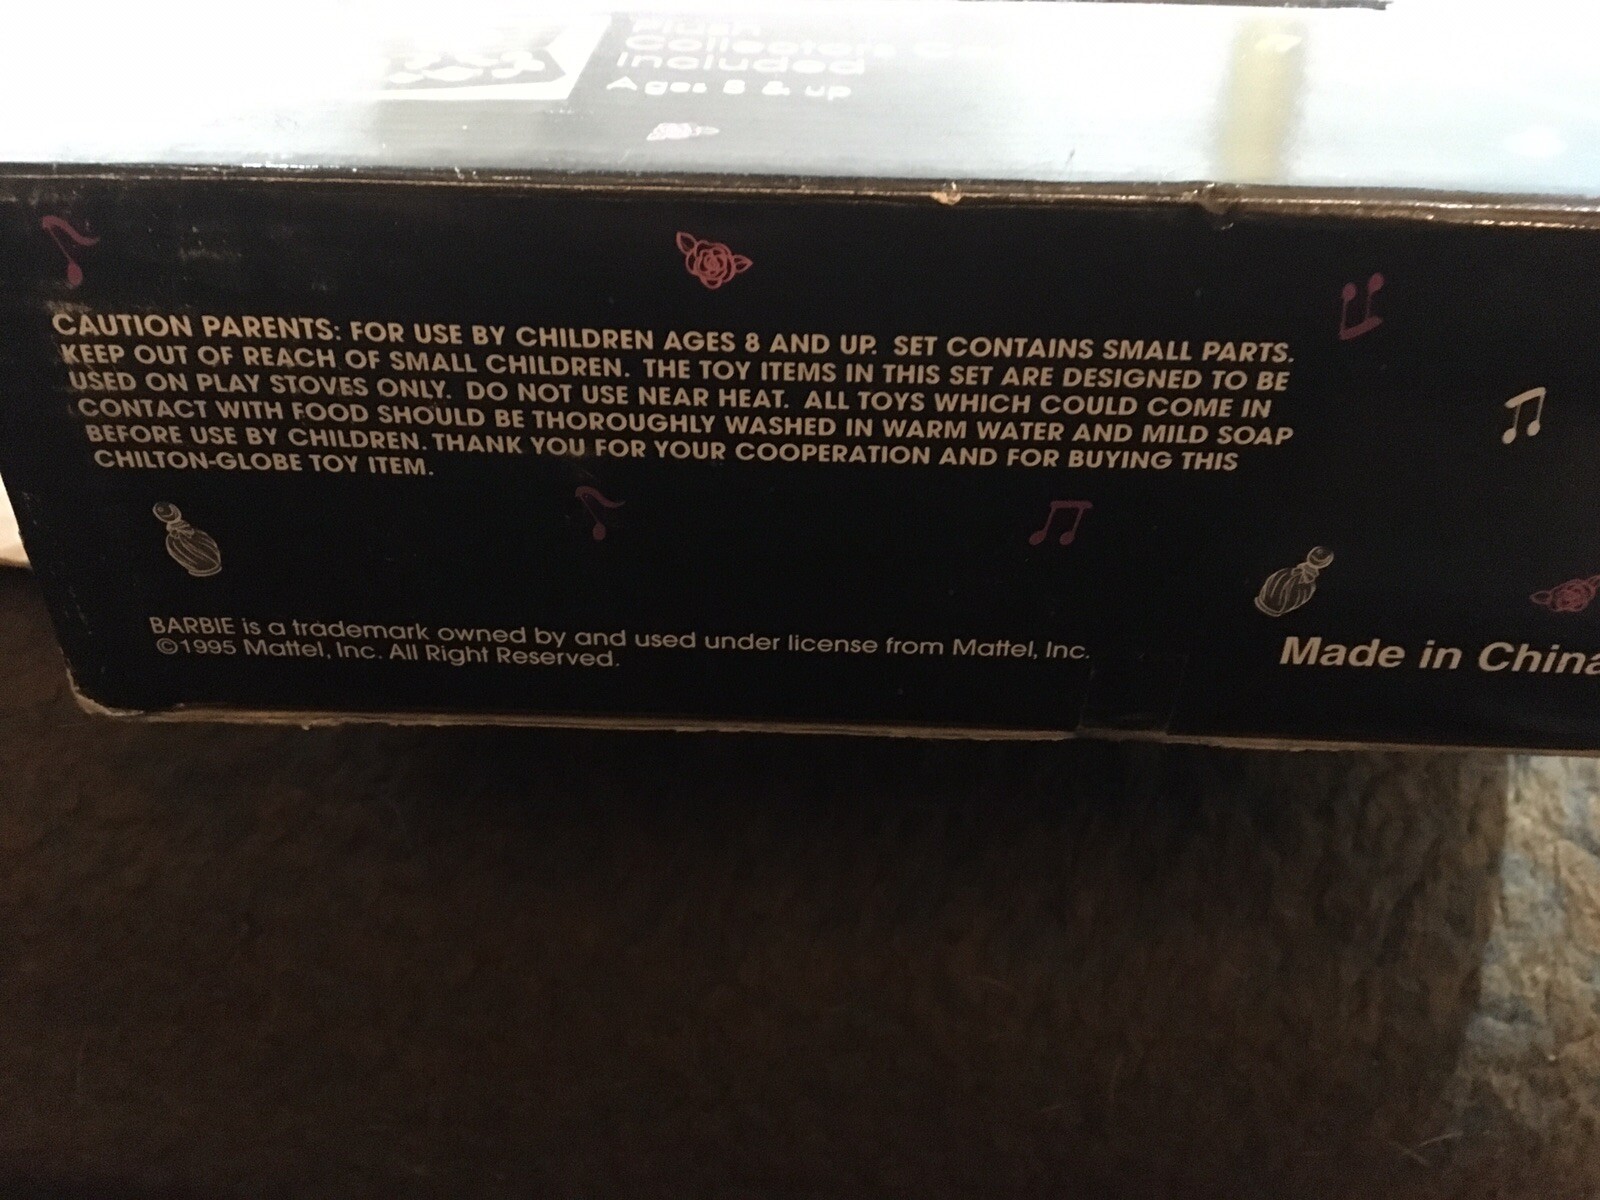 Plush
Collectors
Included
Ages 8 & up
CAUTION PARENTS: FOR USE BY CHILDREN AGES 8 AND UP. SET CONTAINS SMALL PARTS.
KEEP OUT OF REACH OF SMALL CHILDREN. THE TOY ITEMS IN THIS SET ARE DESIGNED TO BE
USED ON PLAY STOVES ONLY. DO NOT USE NEAR HEAT. ALL TOYS WHICH COULD COME IN
CONTACT WITH FOOD SHOULD BE THOROUGHLY WASHED IN WARM WATER AND MILD SOAP
BEFORE USE BY CHILDREN. THANK YOU FOR YOUR COOPERATION AND FOR BUYING THIS
CHILTON-GLOBE TOY ITEM.
BARBIE is a trademark owned by and used under license from Mattel, Inc.
©1995 Mattel, Inc. All Right Reserved.
Made in China